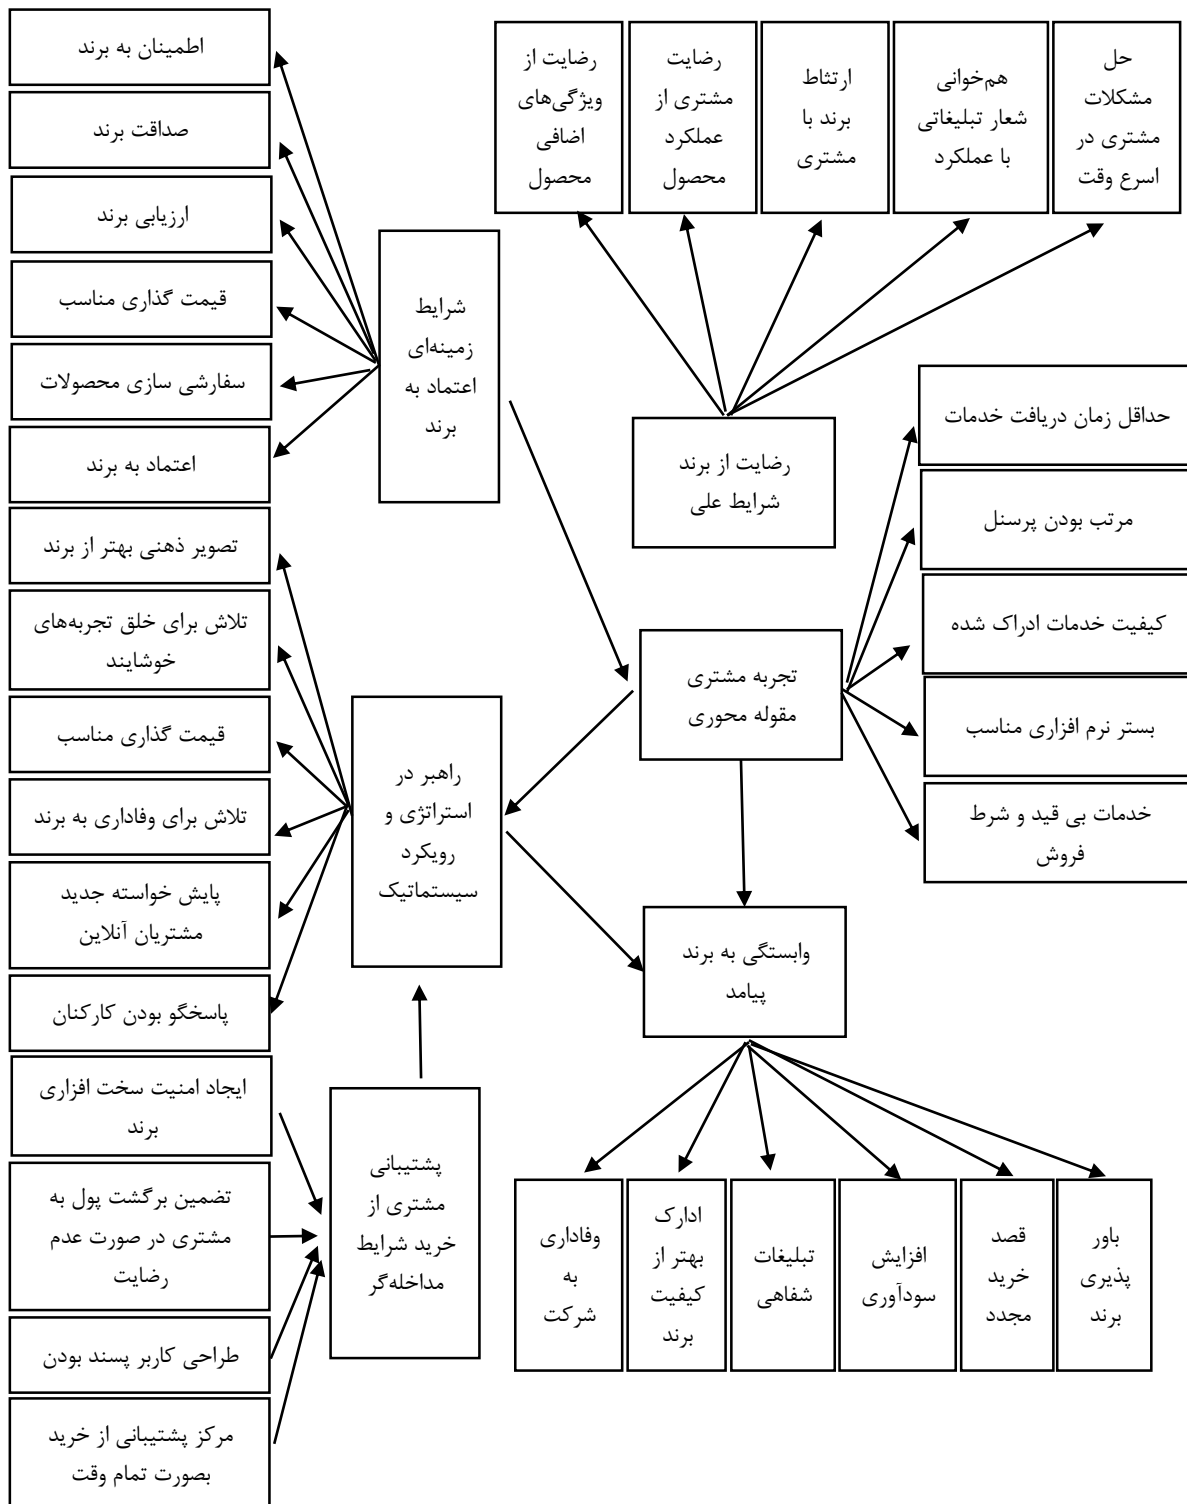 حل
مشکلات
مشتری در
اسرع وقت
هم‌خوانی
شعار تبلیغاتی
با عملکرد
ارتثاط
برند با
مشتری
رضایت
مشتری از
عملکرد
محصول
رضایت از
ویژگی‌های
اضافی
محصول
اطمینان به برند
صداقت برند
ارزیابی برند
قیمت گذاری مناسب
سفارشی سازی محصولات
اعتماد به برند
شرایط
زمینه‌ای
اعتماد به
برند
رضایت از برند
شرایط علی
حداقل زمان دریافت خدمات
مرتب بودن پرسنل
کیفیت خدمات ادراک شده
بستر نرم افزاری مناسب
خدمات بی قید و شرط
فروش
تجربه مشتری
مقوله محوری
راهبر در
استراتژی و
رویکرد
سیستماتیک
تصویر ذهنی بهتر از برند
تلاش برای خلق تجربه‌های
خوشایند
قیمت گذاری مناسب
تلاش برای وفاداری به برند
پایش خواسته جدید
مشتریان آنلاین
پاسخگو بودن کارکنان
وابستگی به برند
پیامد
پشتیبانی
مشتری از
خرید شرایط
مداخله‌گر
ایجاد امنیت سخت افزاری
برند
تضمین برگشت پول به
مشتری در صورت عدم
رضایت
طراحی کاربر پسند بودن
مرکز پشتیبانی از خرید
بصورت تمام وقت
باور
پذیری
برند
قصد
خرید
مجدد
افزایش
سودآوری
تبلیغات
شفاهی
ادارک
بهتر از
کیفیت
برند
وفاداری
به
شرکت